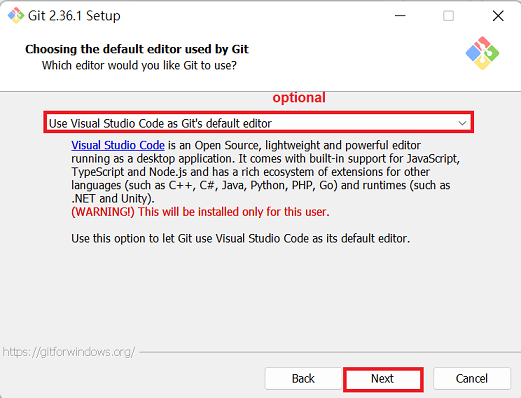 Git 2.36.1 Setup
Choosing the default editor used by Git
Which editor would you like Git to use?
optional
Use Visual Studio Code as Git's default editor
Visual Studio Code is an Open Source, lightweight and powerful editor
running as a desktop application. It comes with built-in support for JavaScript,
TypeScript and Node.js and has a rich ecosystem of extensions for other
languages (such as C++, C#, Java, Python, PHP, Go) and runtimes (such as
.NET and Unity).
(WARNING!) This will be installed only for this user.
Use this option to let Git use Visual Studio Code as its default editor.
https://gitforwindows.org/
Back Next Cancel